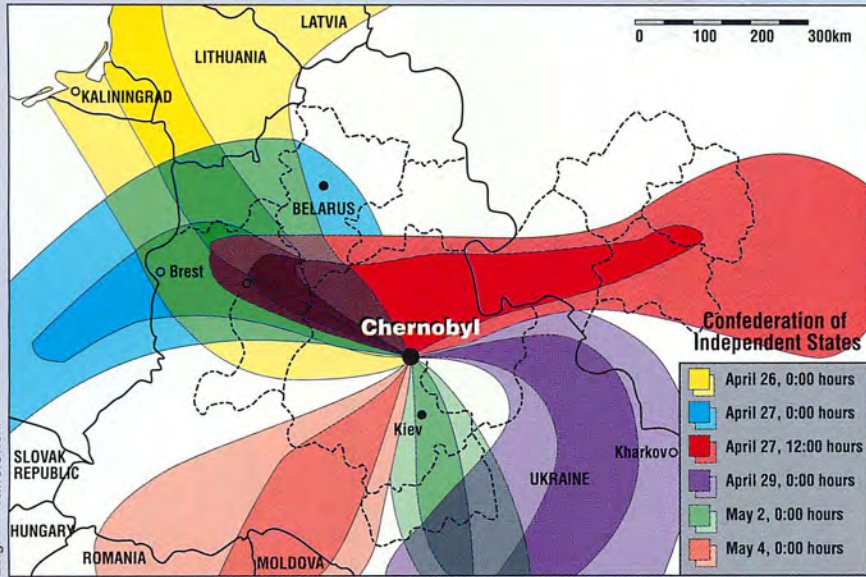 LATVIA
LITHUANIA
KALININGRAD
0 100 200 300km
BELARUS
Brest
Chernobyl
Kiev
UKRAINE
Kharkov
SLOVAK
REPUBLIC
HUNGARY
ROMANIA
MOLDOVA
Confederation of
Independent States
April 26, 0:00 hours
April 27, 0:00 hours
April 27, 12:00 hours
April 29, 0:00 hours
May 2, 0:00 hours
May 4, 0:00 hours